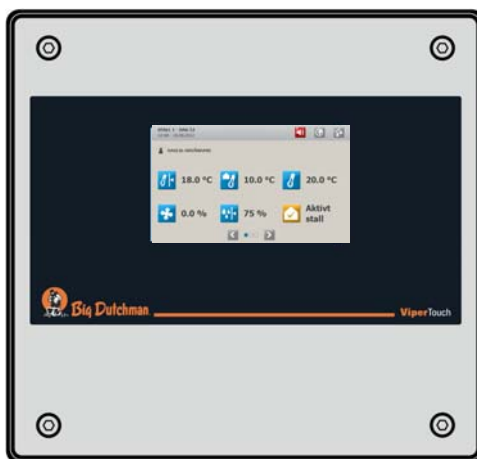 18.0 °C
10.0 °C
20.0 °C
0.0 %
75 %
Aktivt
stall
Big Dutchman
ViperTouch